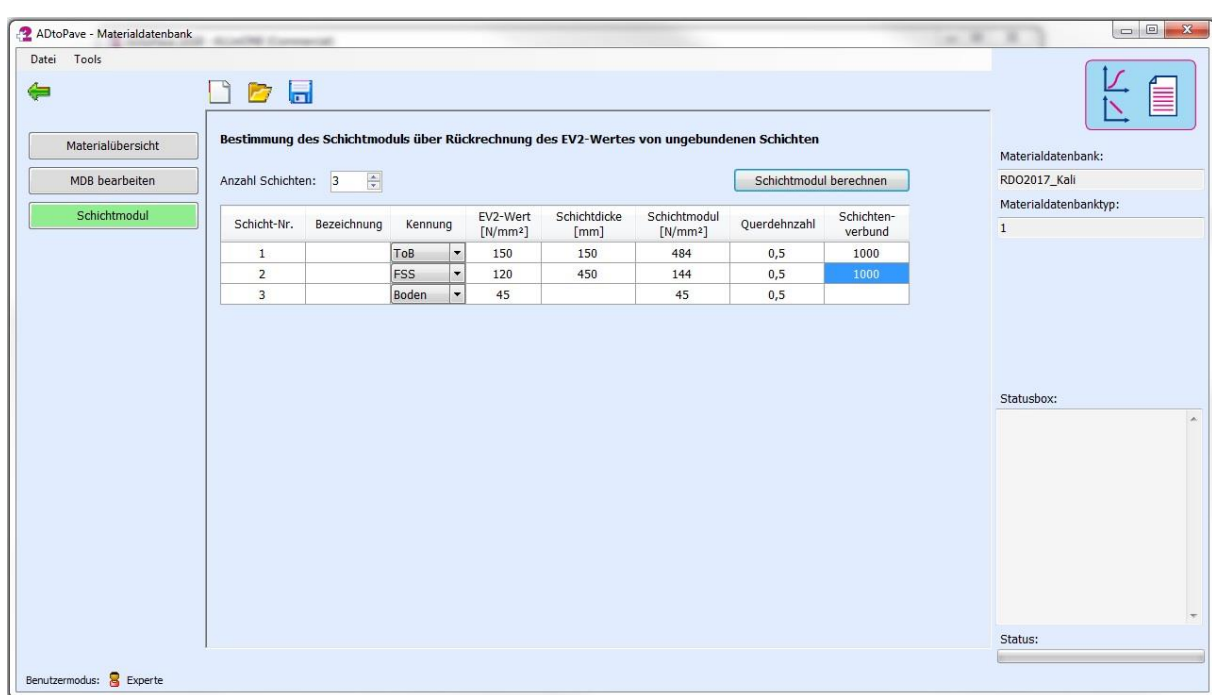 ADtoPave - Materialdatenbank
Datei Tools
Materialübersicht
MDB bearbeiten
Schichtmodul
Bestimmung des Schichtmoduls über Rückrechnung des EV2-Wertes von ungebundenen Schichten
Anzahl Schichten: 3 Schichtmodul berechnen
Schicht-Nr. Bezeichnung Kennung EV2-Wert [N/mm²] Schichtdicke [mm] Schichtmodul [N/mm²] Querdehnzahl Schichten-verbund
1 ToB 150 150 484 0,5 1000
2 FSS 120 450 144 0,5 1000
3 Boden 45 45 0,5
Materialdatenbank:
RDO2017_Kali
Materialdatenbanktyp:
1
Statusbox:
Status:
Benutzermodus: Experte